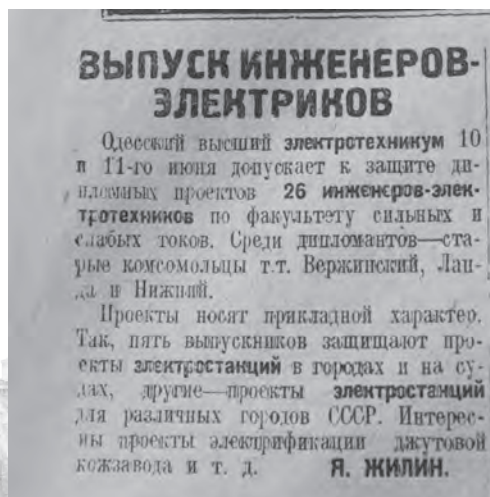 ВЫПУСК ИНЖЕНЕРОВ-
ЭЛЕКТРИКОВ
Одесский высший электротехникум 10
и 11-го июня допускает к защите ди-
пломных проектов 26 инженеров-элек-
тротехников по факультету сильных и
слабых токов. Среди дипломантов—ста-
рые комсомольцы т.т. Вержинский, Лан-
да и Нижний.
Проекты носят прикладной характер.
Так, пять выпускников защищают про-
екты электростанций в городах и на су-
дах, другие—проекты электростанций
для различных городов СССР. Интерес-
ны проекты электрификации джутовой
кожзавода и т. д. Я. ЖИЛИН.